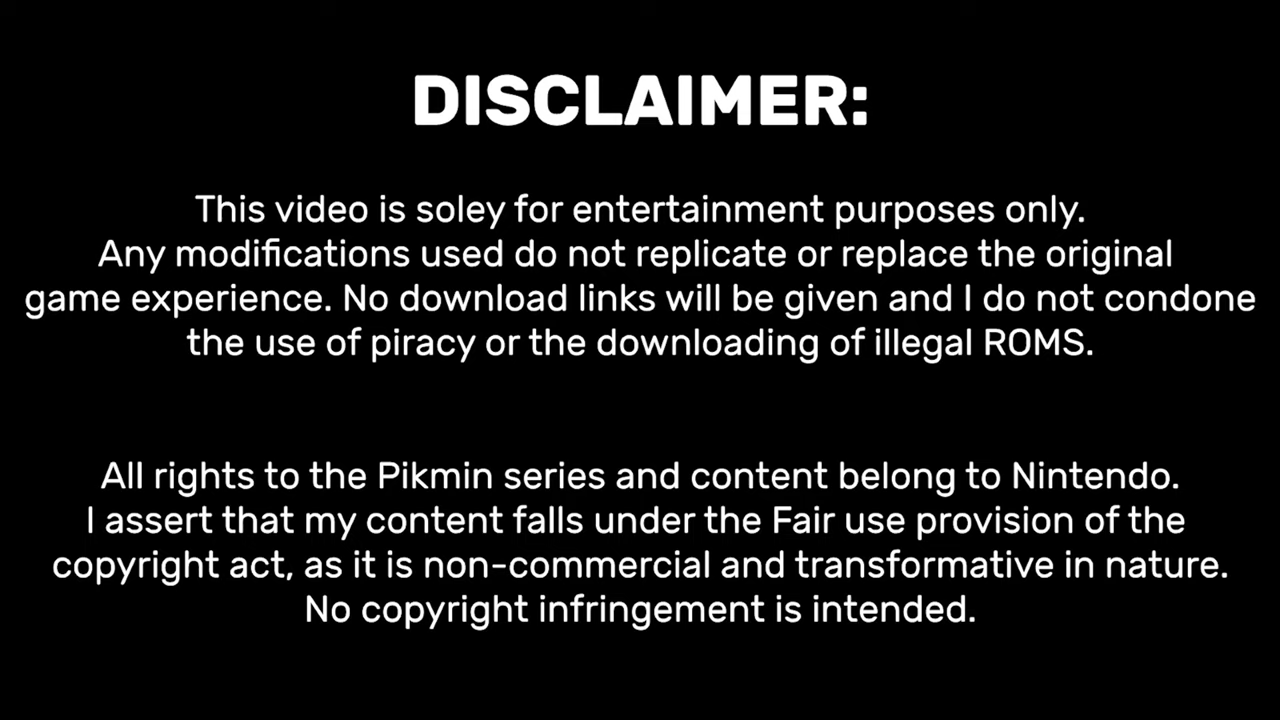 DISCLAIMER:
This video is soley for entertainment purposes only.
Any modifications used do not replicate or replace the original
game experience. No download links will be given and I do not condone
the use of piracy or the downloading of illegal ROMS.
All rights to the Pikmin series and content belong to Nintendo.
I assert that my content falls under the Fair use provision of the
copyright act, as it is non-commercial and transformative in nature.
No copyright infringement is intended.